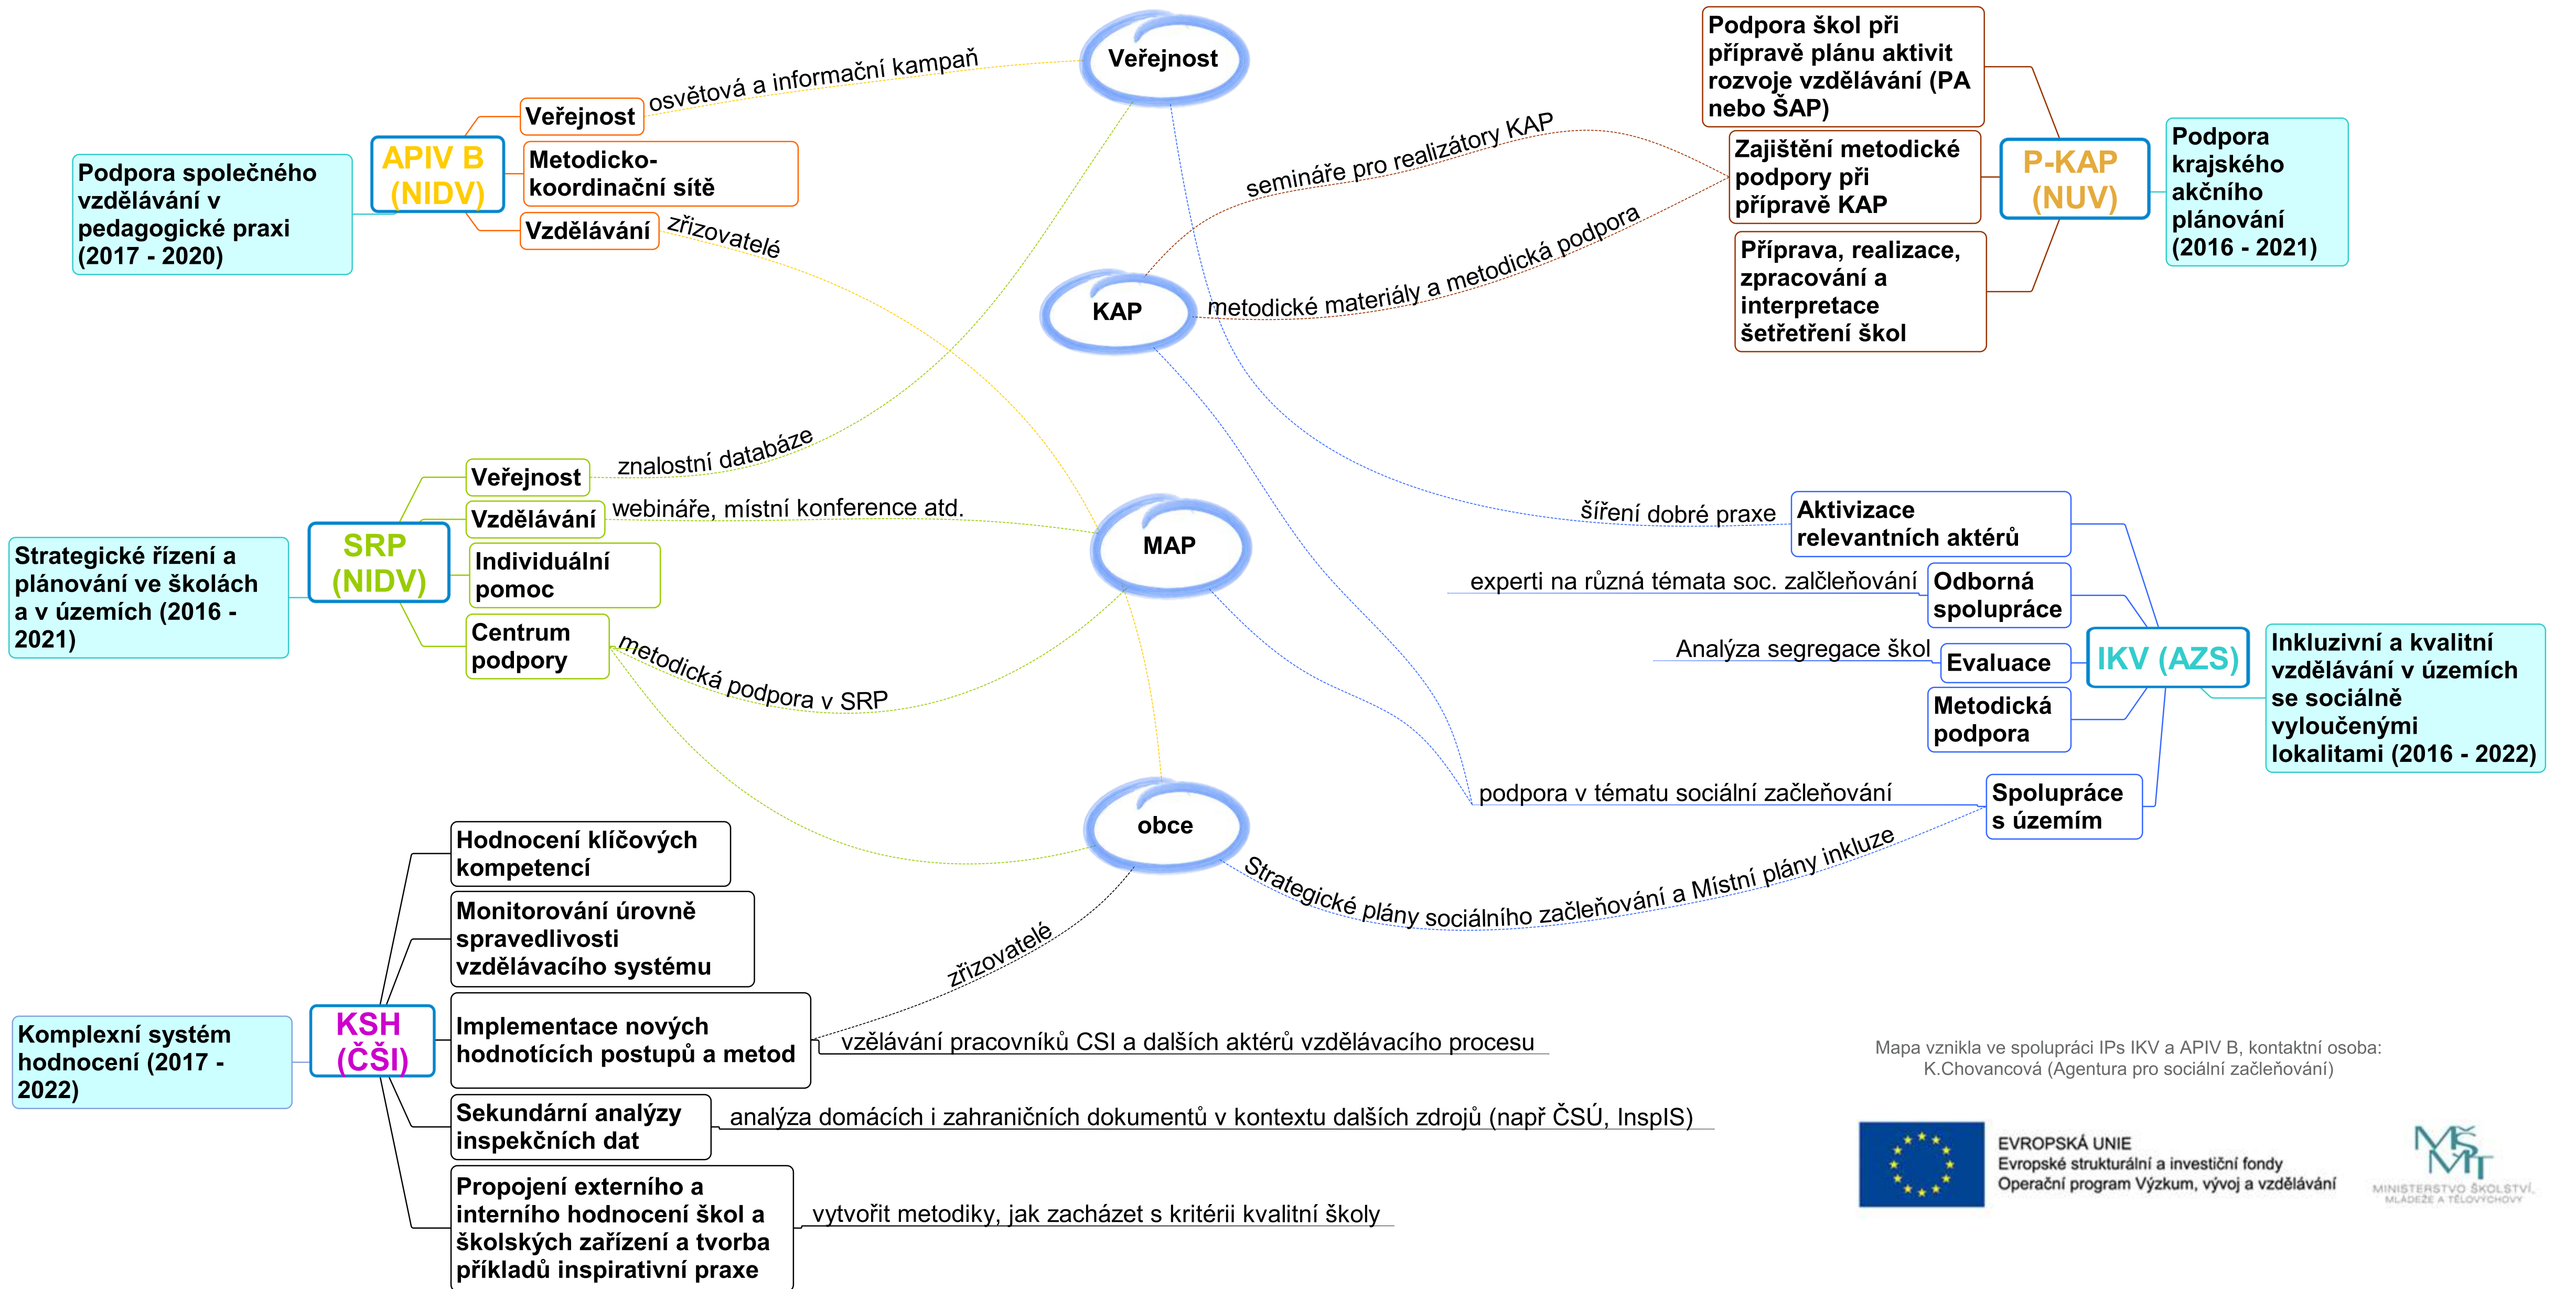 Veřejnost
KAP
MAP
obce
Podpora společného
vzdělávání v
pedagogické praxi
(2017 - 2020)
APIV B
(NIDV)
Veřejnost
osvětová a informační kampaň
Metodicko-
koordinační sítě
Vzdělávání
zřizovatelé
Strategické řízení a
plánování ve školách
a v územích (2016 -
2021)
SRP
(NIDV)
Veřejnost
znalostní databáze
Vzdělávání
webináře, místní konference atd.
Individuální
pomoc
Centrum
podpory
metodická podpora v SRP
Komplexní systém
hodnocení (2017 -
2022)
KSH
(ČŠI)
Hodnocení klíčových
kompetencí
Monitorování úrovně
spravedlivosti
vzdělávacího systému
Implementace nových
hodnotících postupů a metod
zřizovatelé
vzělávání pracovníků CSI a dalších aktérů vzdělávacího procesu
Sekundární analýzy
inspekčních dat
analýza domácích i zahraničních dokumentů v kontextu dalších zdrojů (např ČSÚ, InspIS)
Propojení externího a
interního hodnocení škol a
školských zařízení a tvorba
příkladů inspirativní praxe
vytvořit metodiky, jak zacházet s kritérii kvalitní školy
Podpora škol při
přípravě plánu aktivit
rozvoje vzdělávání (PA
nebo ŠAP)
Zajištění metodické
podpory při
přípravě KAP
semináře pro realizátory KAP
metodické materiály a metodická podpora
Příprava, realizace,
zpracování a
interpretace
šetřetření škol
P-KAP
(NUV)
Podpora
krajského
akčního
plánování
(2016 - 2021)
šíření dobré praxe
Aktivizace
relevantních aktérů
experti na různá témata soc. zalčleňování
Odborná
spolupráce
Analýza segregace škol
Evaluace
Metodická
podpora
podpora v tématu sociální začleňování
Spolupráce
s územím
Strategické plány sociálního začleňování a Místní plány inkluze
IKV (AZS)
Inkluzivní a kvalitní
vzdělávání v územích
se sociálně
vyloučenými
lokalitami (2016 - 2022)
Mapa vznikla ve spolupráci IPs IKV a APIV B, kontaktní osoba:
K.Chovancová (Agentura pro sociální začleňování)
EVROPSKÁ UNIE
Evropské strukturální a investiční fondy
Operační program Výzkum, vývoj a vzdělávání
MŠMT
MINISTERSTVO ŠKOLSTVÍ,
MLÁDEŽE A TĚLOVÝCHOVY